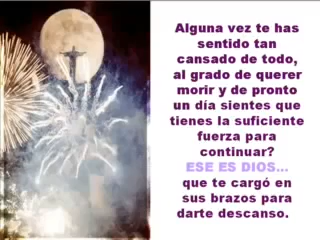 Alguna vez te has
sentido tan
cansado de todo,
al grado de querer
morir y de pronto
un día sientes que
tienes la suficiente
fuerza para
continuar?
ESE ES DIOS...
que te cargó en
sus brazos para
darte descanso.